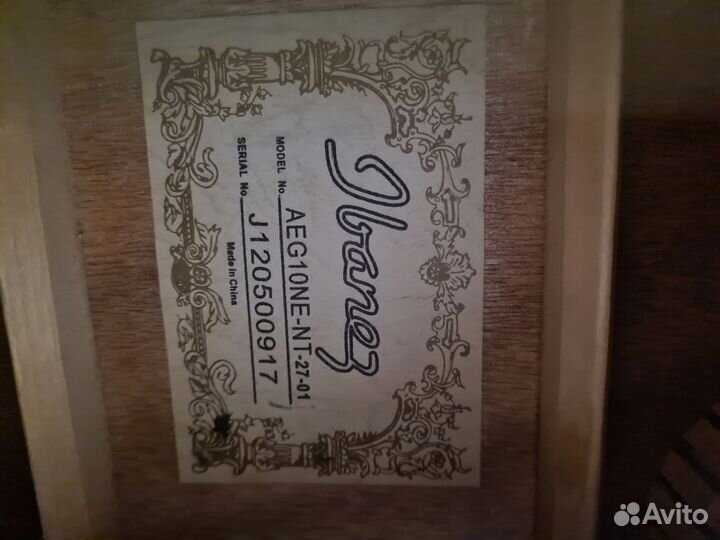 Ibanez
MODEL No. AEG10NE-NT-27-01
SERIAL No. J120500917
Made in China
Avito